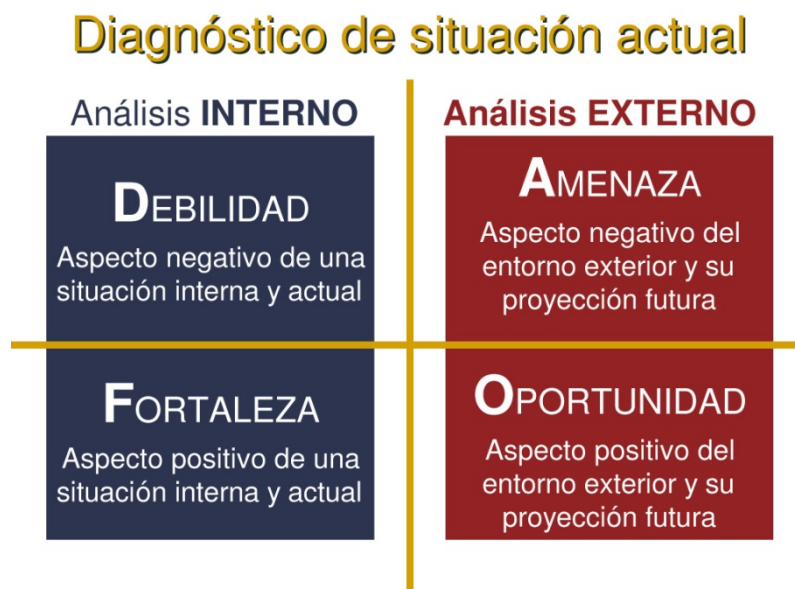 Diagnóstico de situación actual
Análisis INTERNO
DEBILIDAD
Aspecto negativo de una
situación interna y actual
FORTALEZA
Aspecto positivo de una
situación interna y actual
Análisis EXTERNO
AMENAZA
Aspecto negativo del
entorno exterior y su
proyección futura
OPORTUNIDAD
Aspecto positivo del
entorno exterior y su
proyección futura